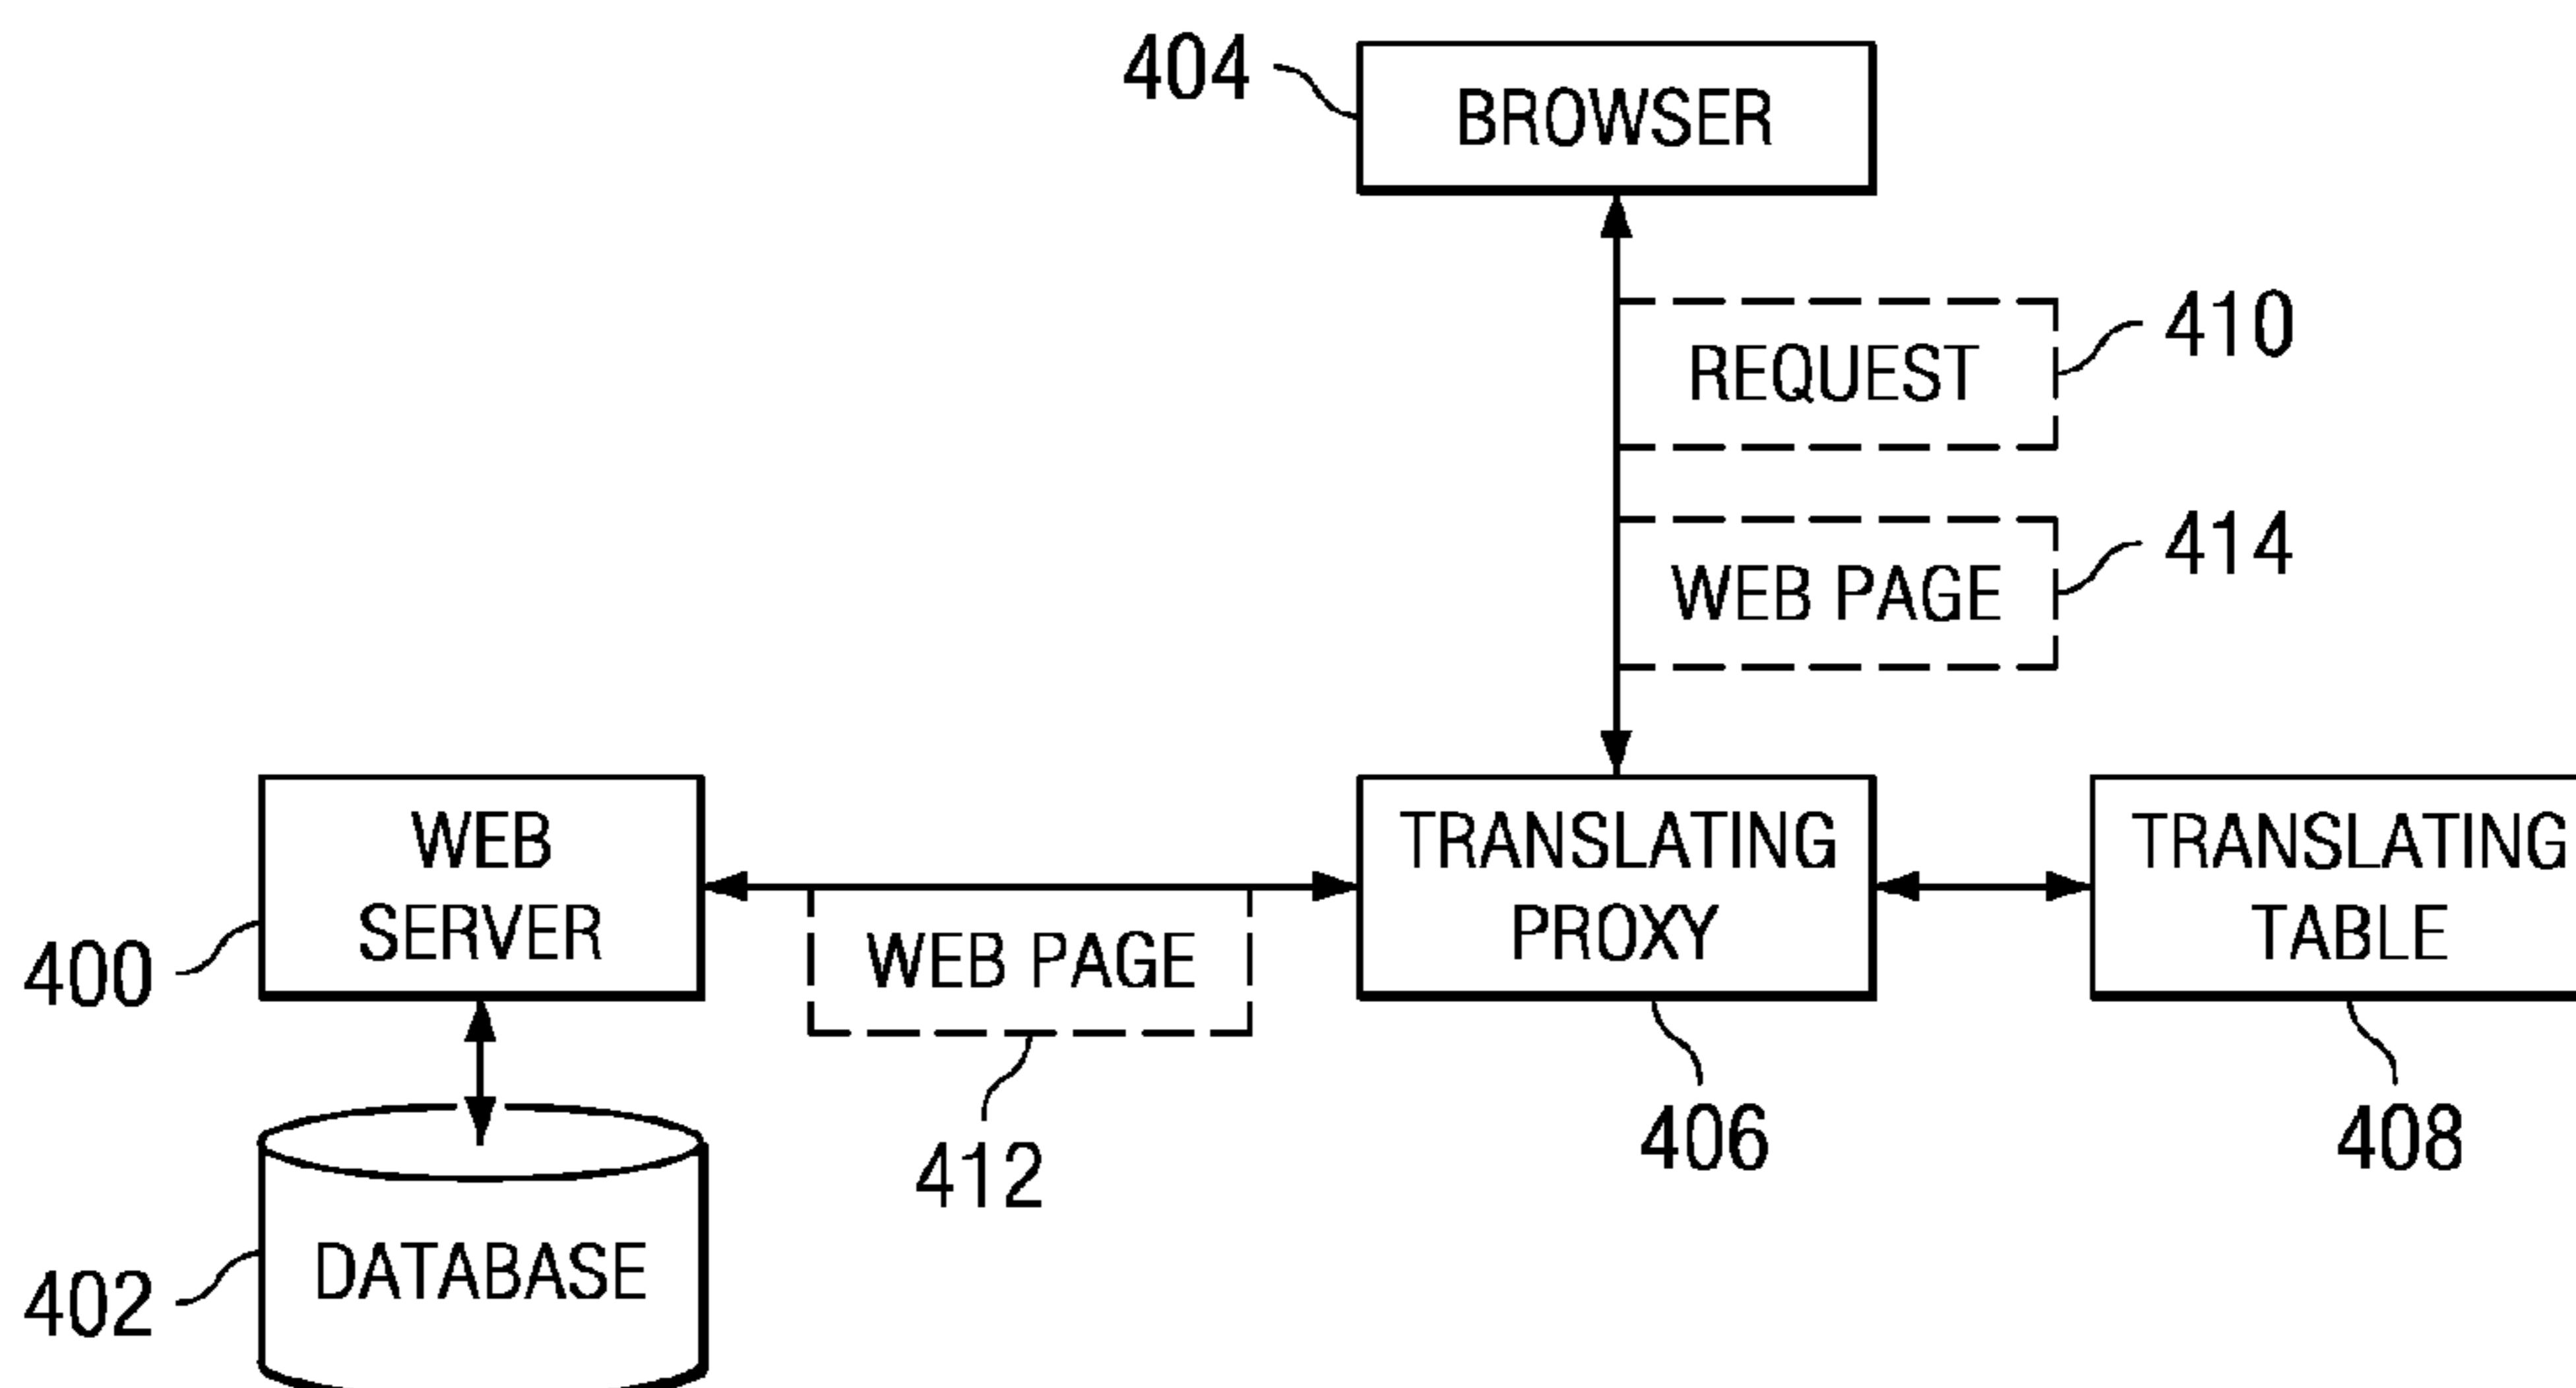 404
BROWSER
410
REQUEST
414
WEB PAGE
WEB
SERVER
400
WEB PAGE
412
TRANSLATING
PROXY
406
TRANSLATING
TABLE
408
402
DATABASE